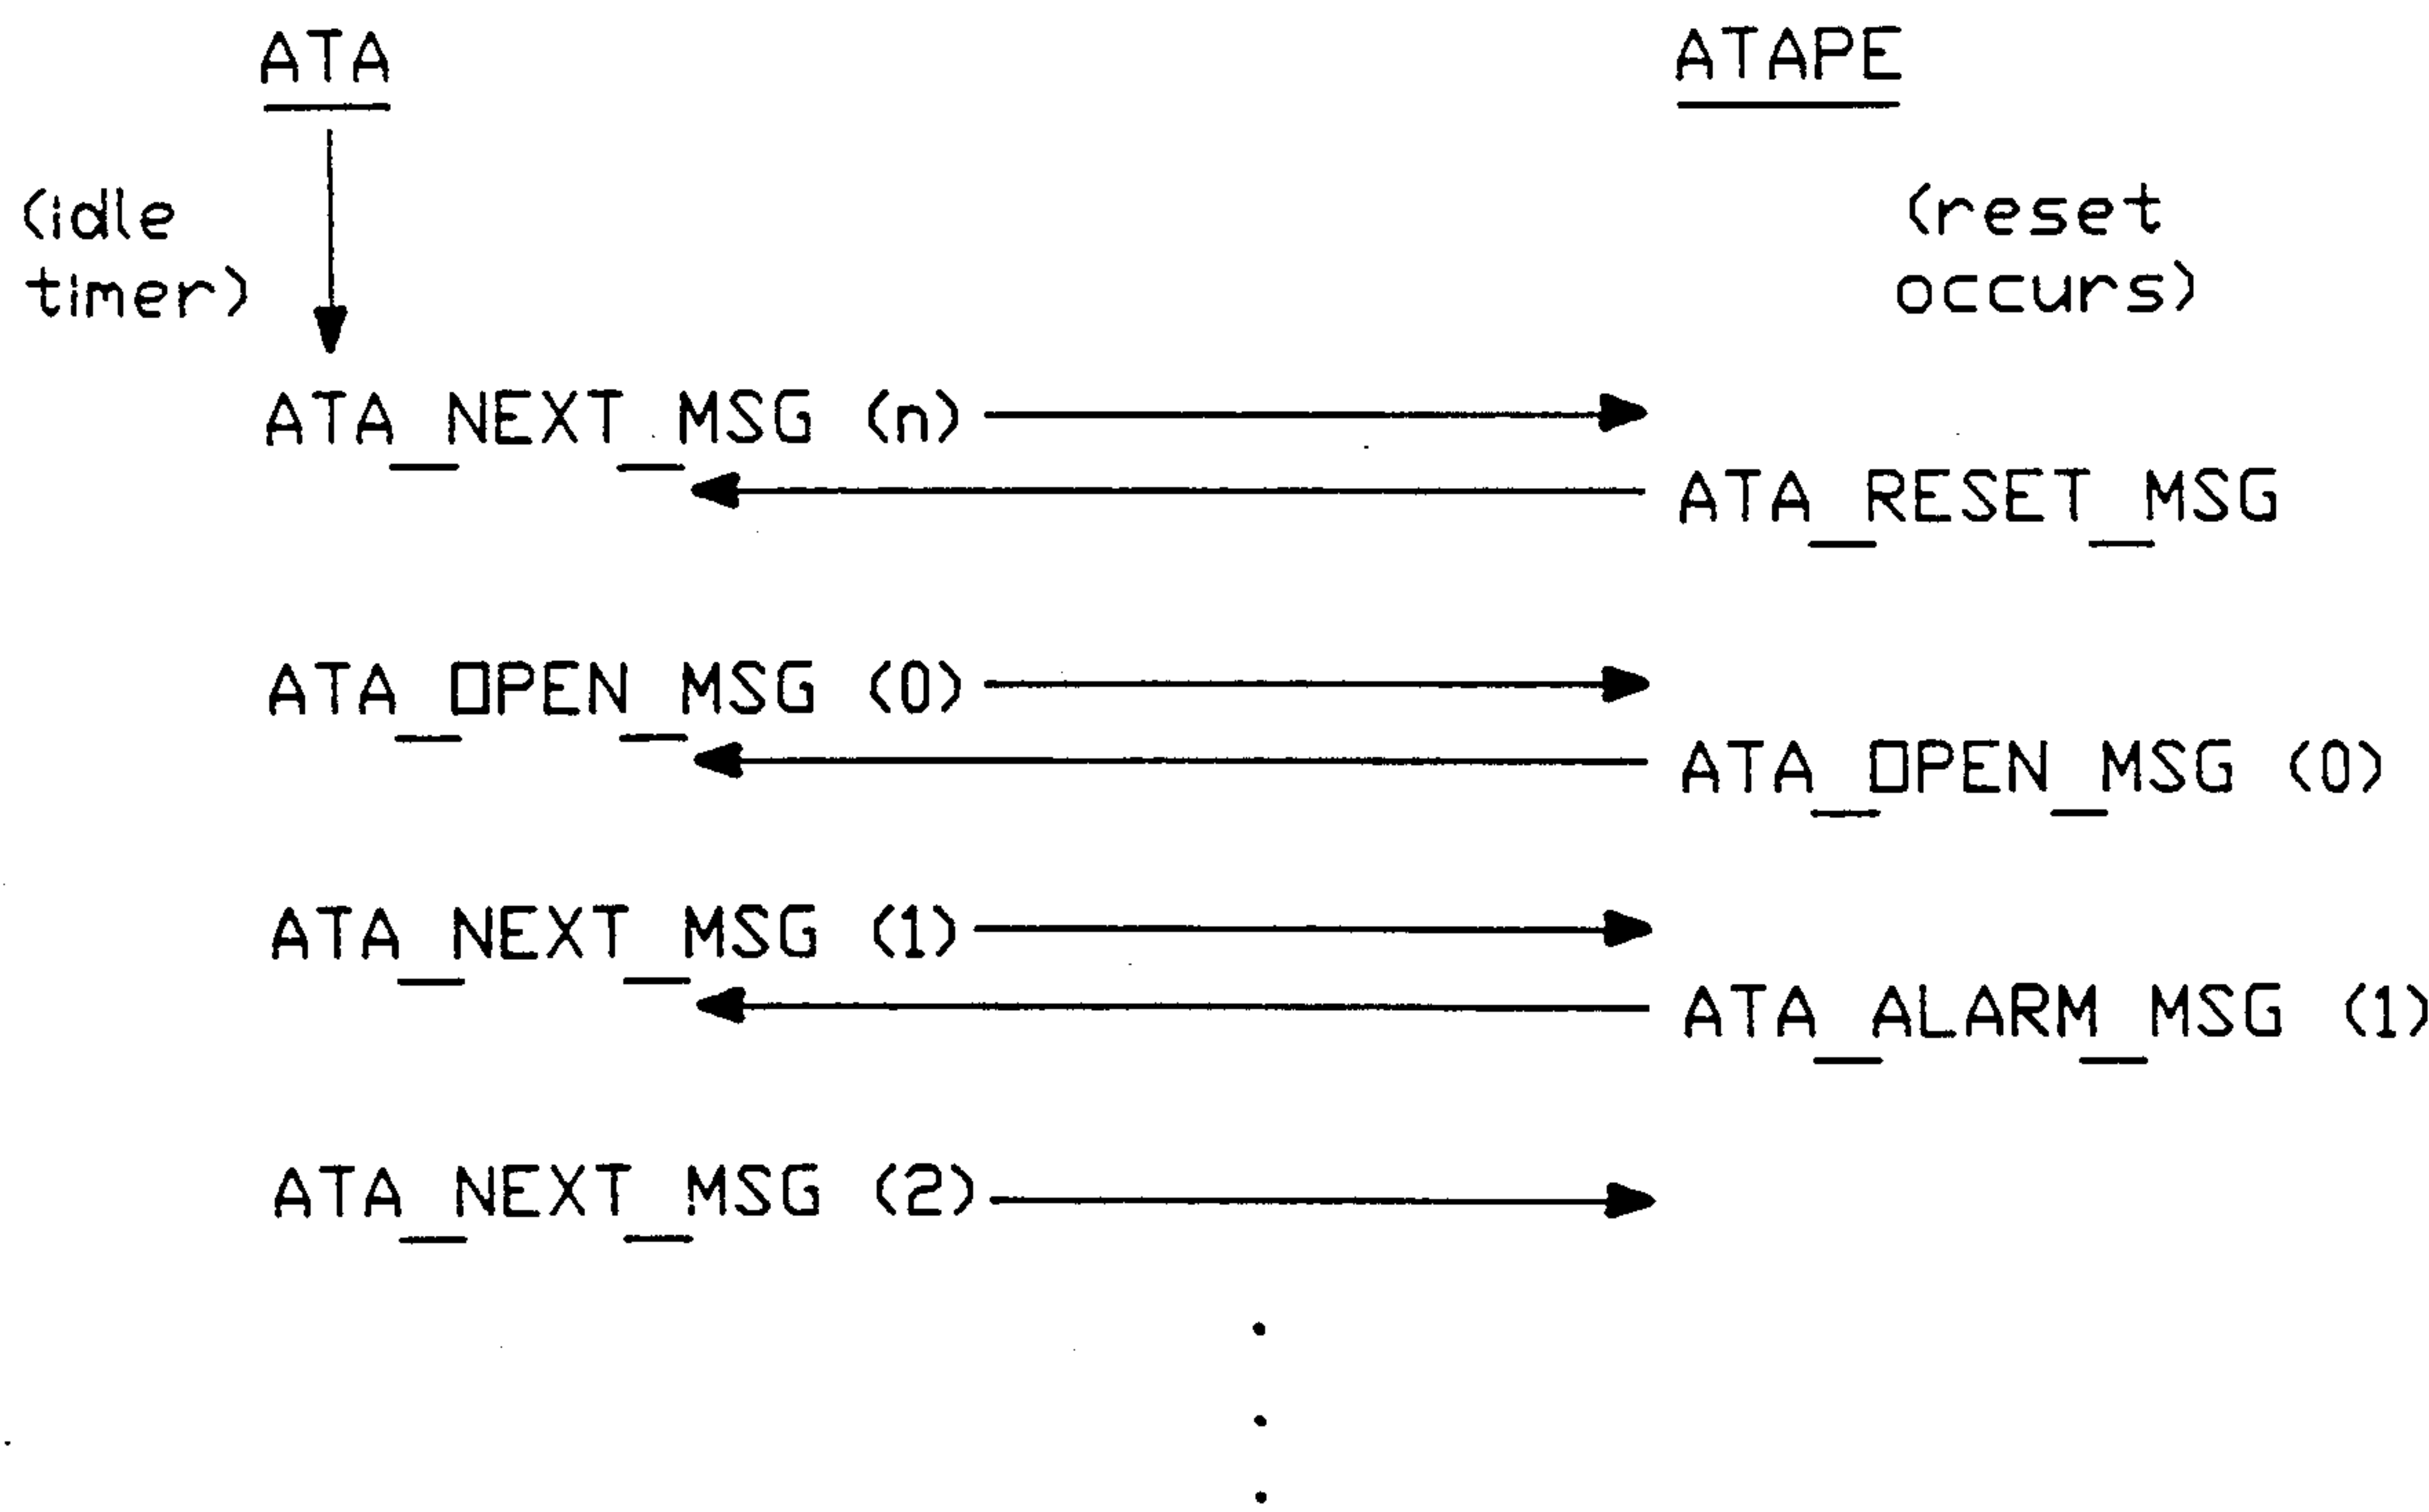 ATA ATAPE
(idle (reset
timer) occurs)
ATA_NEXT_MSG (n)
ATA_RESET_MSG
ATA_OPEN_MSG (0)
ATA_OPEN_MSG (0)
ATA_NEXT_MSG (1)
ATA_ALARM_MSG (1)
ATA_NEXT_MSG (2)